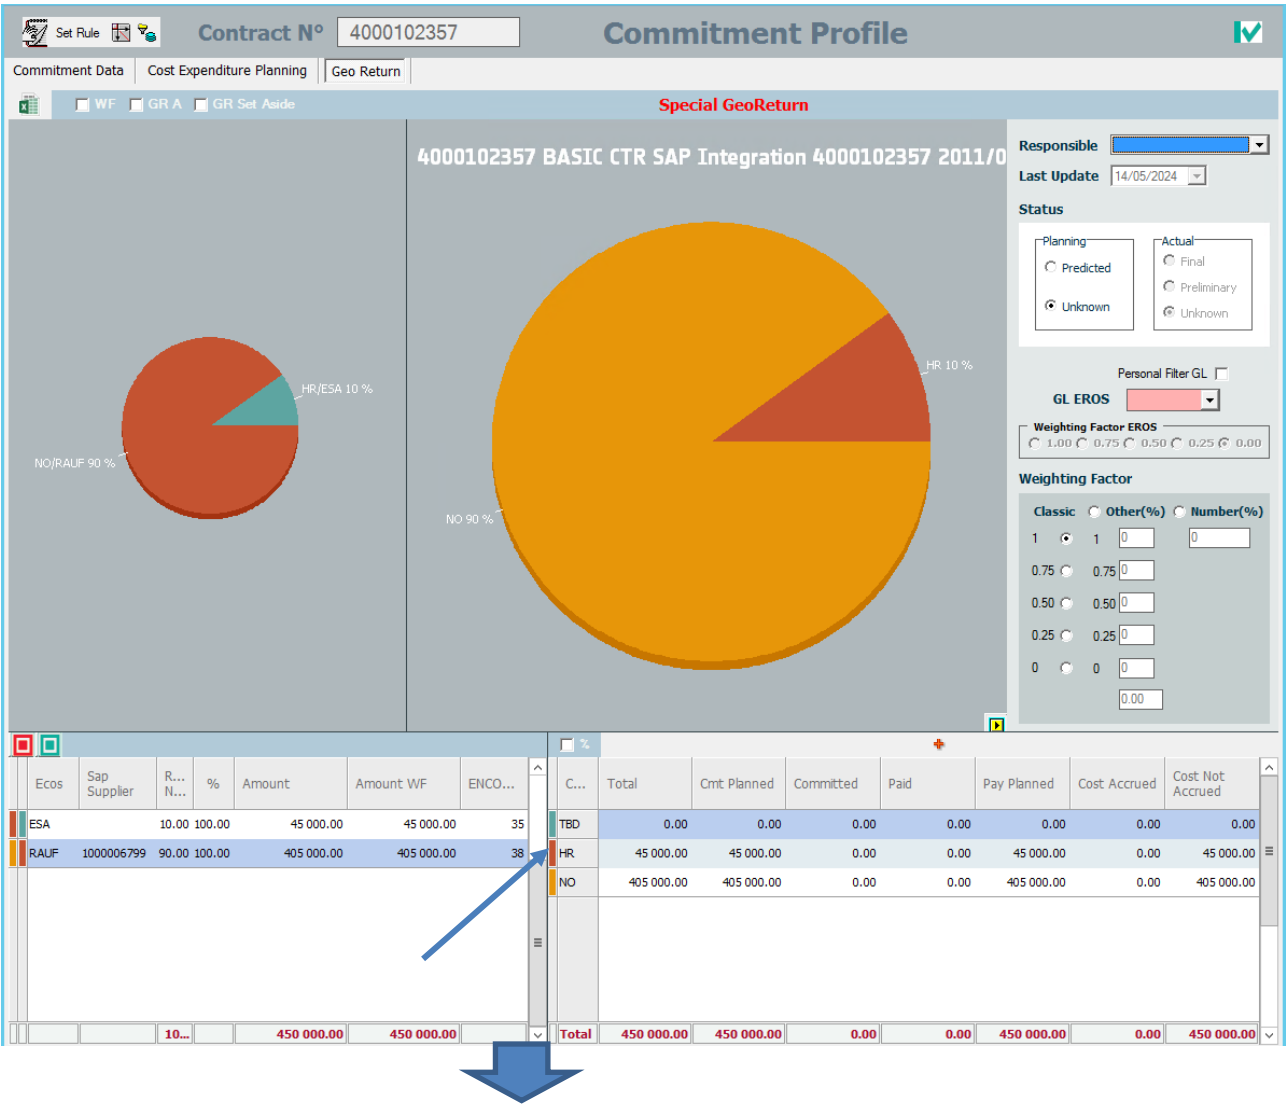 Set Rule Contract N° 4000102357 Commitment Profile
Commitment Data Cost Expenditure Planning Geo Return
WF GR A GR Set Aside Special GeoReturn
4000102357 BASIC CTR SAP Integration 4000102357 2011/0
HR/ESA 10 %
NO/RAUF 90 %
HR 10 %
NO 90 %
Responsible
Last Update 14/05/2024
Status
Planning Actual
Predicted Final
Preliminary
Unknown Unknown
Personal Filter GL
GL EROS
Weighting Factor EROS
1.00 0.75 0.50 0.25 0.00
Weighting Factor
Classic Other(%) Number(%)
1 1 0 0
0.75 0.75 0
0.50 0.50 0
0.25 0.25 0
0 0 0
0.00
Ecos Sap Supplier R... N... % Amount Amount WF ENCO...
ESA 10.00 100.00 45 000.00 45 000.00 35
RAUF 1000006799 90.00 100.00 405 000.00 405 000.00 38
10... 450 000.00 450 000.00
%
C... Total Cmt Planned Committed Paid Pay Planned Cost Accrued Cost Not Accrued
TBD 0.00 0.00 0.00 0.00 0.00 0.00 0.00
HR 45 000.00 45 000.00 0.00 0.00 45 000.00 0.00 45 000.00
NO 405 000.00 405 000.00 0.00 0.00 405 000.00 0.00 405 000.00
Total 450 000.00 450 000.00 0.00 0.00 450 000.00 0.00 450 000.00